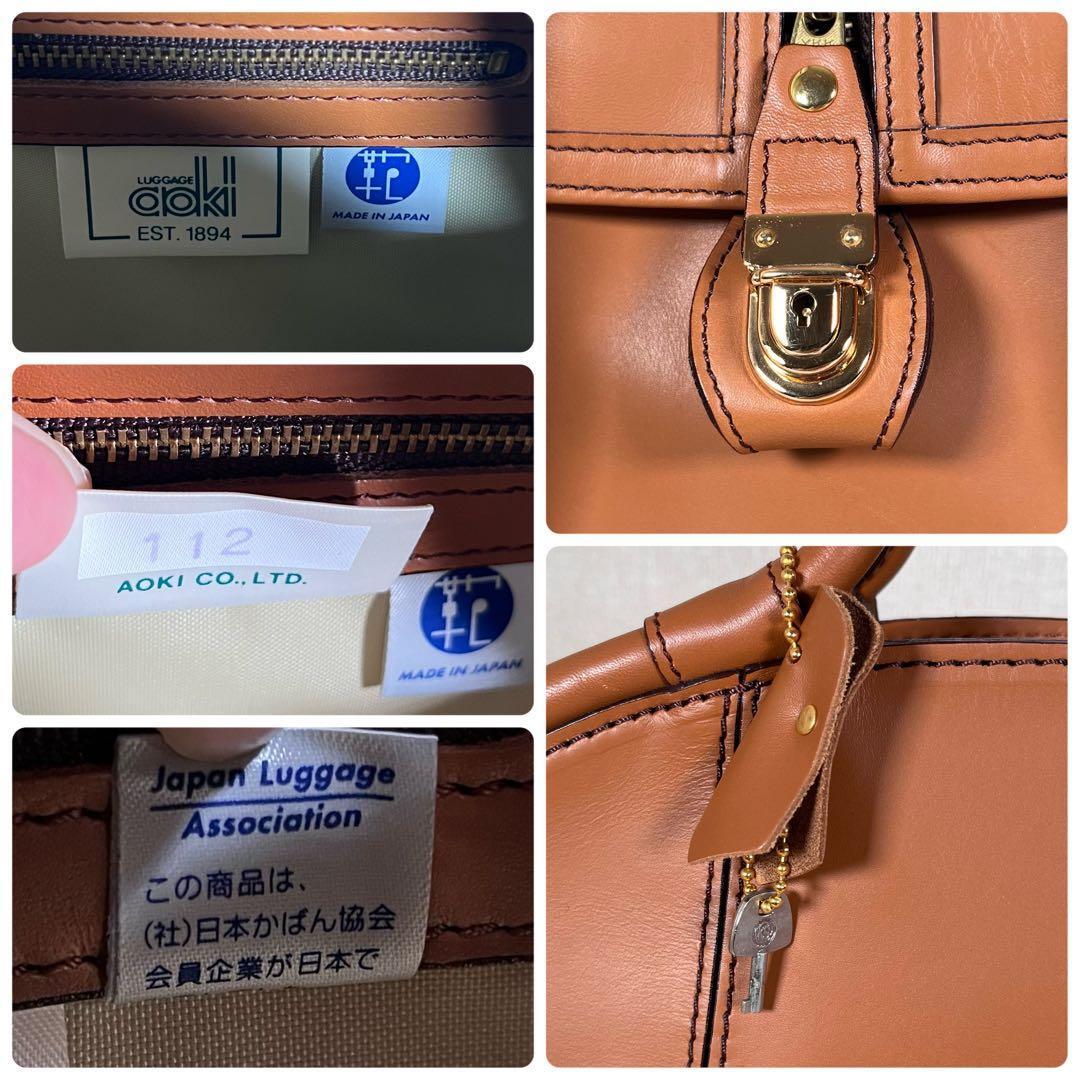 LUGGAGE
aoki
EST. 1894
MADE IN JAPAN
112
AOKI CO., LTD.
MADE IN JAPAN
Japan Luggage
Association
この商品は、
(社)日本かばん協会
会員企業が日本で